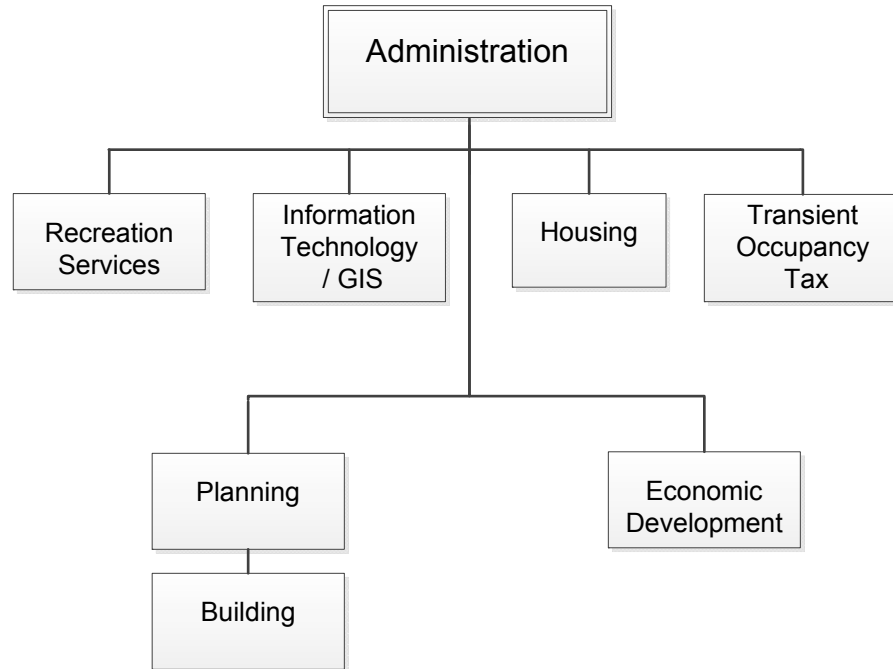 Administration
Recreation
Services
Information
Technology
/ GIS
Housing
Transient
Occupancy
Tax
Planning
Economic
Development
Building